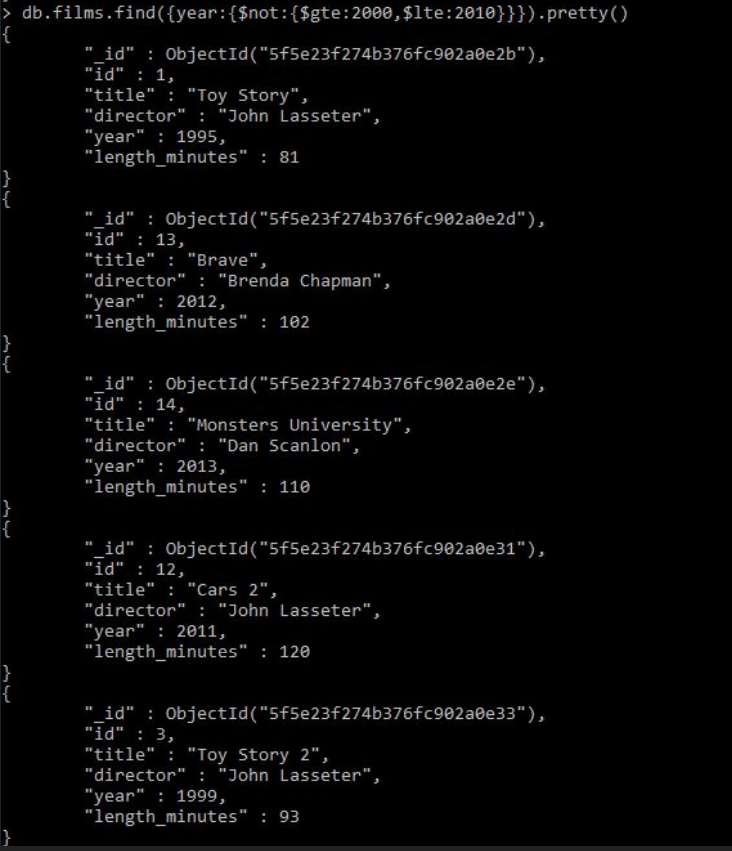 > db.films.find({year:{$not:{$gte:2000,$lte:2010}}}).pretty()
{
        "_id" : ObjectId("5f5e23f274b376fc902a0e2b"),
        "id" : 1,
        "title" : "Toy Story",
        "director" : "John Lasseter",
        "year" : 1995,
        "length_minutes" : 81
}
{
        "_id" : ObjectId("5f5e23f274b376fc902a0e2d"),
        "id" : 13,
        "title" : "Brave",
        "director" : "Brenda Chapman",
        "year" : 2012,
        "length_minutes" : 102
}
{
        "_id" : ObjectId("5f5e23f274b376fc902a0e2e"),
        "id" : 14,
        "title" : "Monsters University",
        "director" : "Dan Scanlon",
        "year" : 2013,
        "length_minutes" : 110
}
{
        "_id" : ObjectId("5f5e23f274b376fc902a0e31"),
        "id" : 12,
        "title" : "Cars 2",
        "director" : "John Lasseter",
        "year" : 2011,
        "length_minutes" : 120
}
{
        "_id" : ObjectId("5f5e23f274b376fc902a0e33"),
        "id" : 3,
        "title" : "Toy Story 2",
        "director" : "John Lasseter",
        "year" : 1999,
        "length_minutes" : 93
}